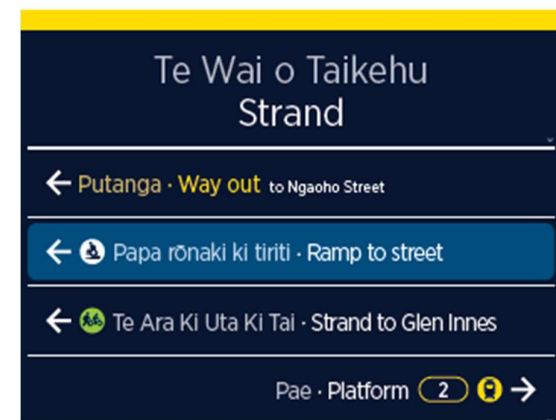 Te Wai o Taikehu
Strand
← Putanga · Way out to Ngaoho Street
← Papa rōnaki ki tiriti · Ramp to street
← Te Ara Ki Uta Ki Tai · Strand to Glen Innes
Pae · Platform 2 →